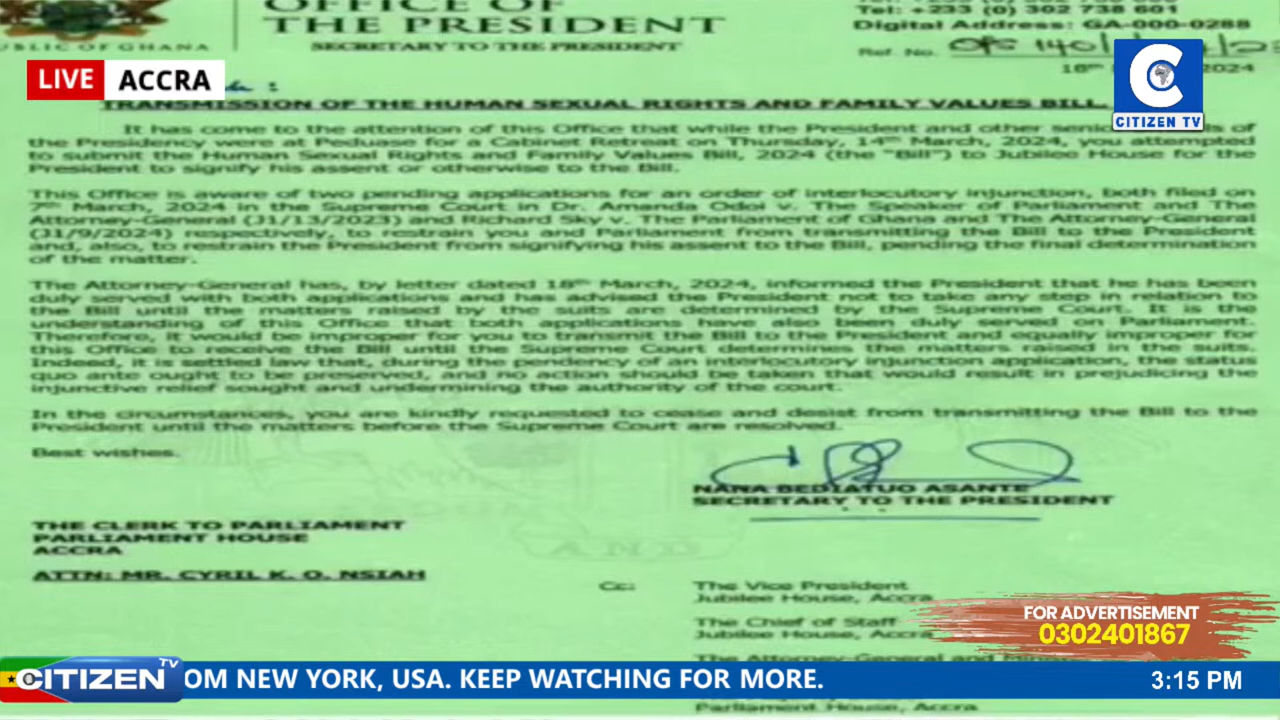 OFFICE OF
THE PRESIDENT
SECRETARY TO THE PRESIDENT
PUBLIC OF GHANA
Tel: +233 (0) 302 738 601
Digital Address: GA-000-0288
Ref. No.
18th 2024
LIVE ACCRA
CITIZEN TV
TRANSMISSION OF THE HUMAN SEXUAL RIGHTS AND FAMILY VALUES BILL,
It has come to the attention of this Office that while the President and other senior of
the Presidency were at Peduase for a Cabinet Retreat on Thursday, 14th March, 2024, you attempted
to submit the Human Sexual Rights and Family Values Bill, 2024 (the "Bill") to Jubilee House for the
President to signify his assent or otherwise to the Bill.
This Office is aware of two pending applications for an order of interlocutory injunction, both filed on
7th March, 2024 in the Supreme Court in Dr. Amanda Odoi v. The Speaker of Parliament and The
Attorney-General (J1/13/2023) and Richard Sky v. The Parliament of Ghana and The Attorney-General
(J1/9/2024) respectively, to restrain you and Parliament from transmitting the Bill to the President
and, also, to restrain the President from signifying his assent to the Bill, pending the final determination
of the matter.
The Attorney-General has, by letter dated 18th March, 2024, informed the President that he has been
duly served with both applications and has advised the President not to take any step in relation to
the Bill until the matters raised by the suits are determined by the Supreme Court. It is the
understanding of this Office that both applications have also been duly served on Parliament.
Therefore, it would be improper for you to transmit the Bill to the President and equally improper for
this Office to receive the Bill until the Supreme Court determines the matters raised in the suits.
Indeed, it is settled law that, during the pendency of an interlocutory injunction application, the status
quo ante ought to be preserved, and no action should be taken that would result in prejudicing the
injunctive relief sought and undermining the authority of the court.
In the circumstances, you are kindly requested to cease and desist from transmitting the Bill to the
President until the matters before the Supreme Court are resolved.
Best wishes.
NANA BEDIATUO ASANTE
SECRETARY TO THE PRESIDENT
THE CLERK TO PARLIAMENT
PARLIAMENT HOUSE
ACCRA
ATTN: MR. CYRIL K. O. NSIAH
Cc:
The Vice President
Jubilee House, Accra
The Chief of Staff
Jubilee House, Accra
The Attorney-General and
Parliament House, Accra
FOR ADVERTISEMENT
0302401867
CITIZEN TV
OM NEW YORK, USA. KEEP WATCHING FOR MORE.
3:15 PM